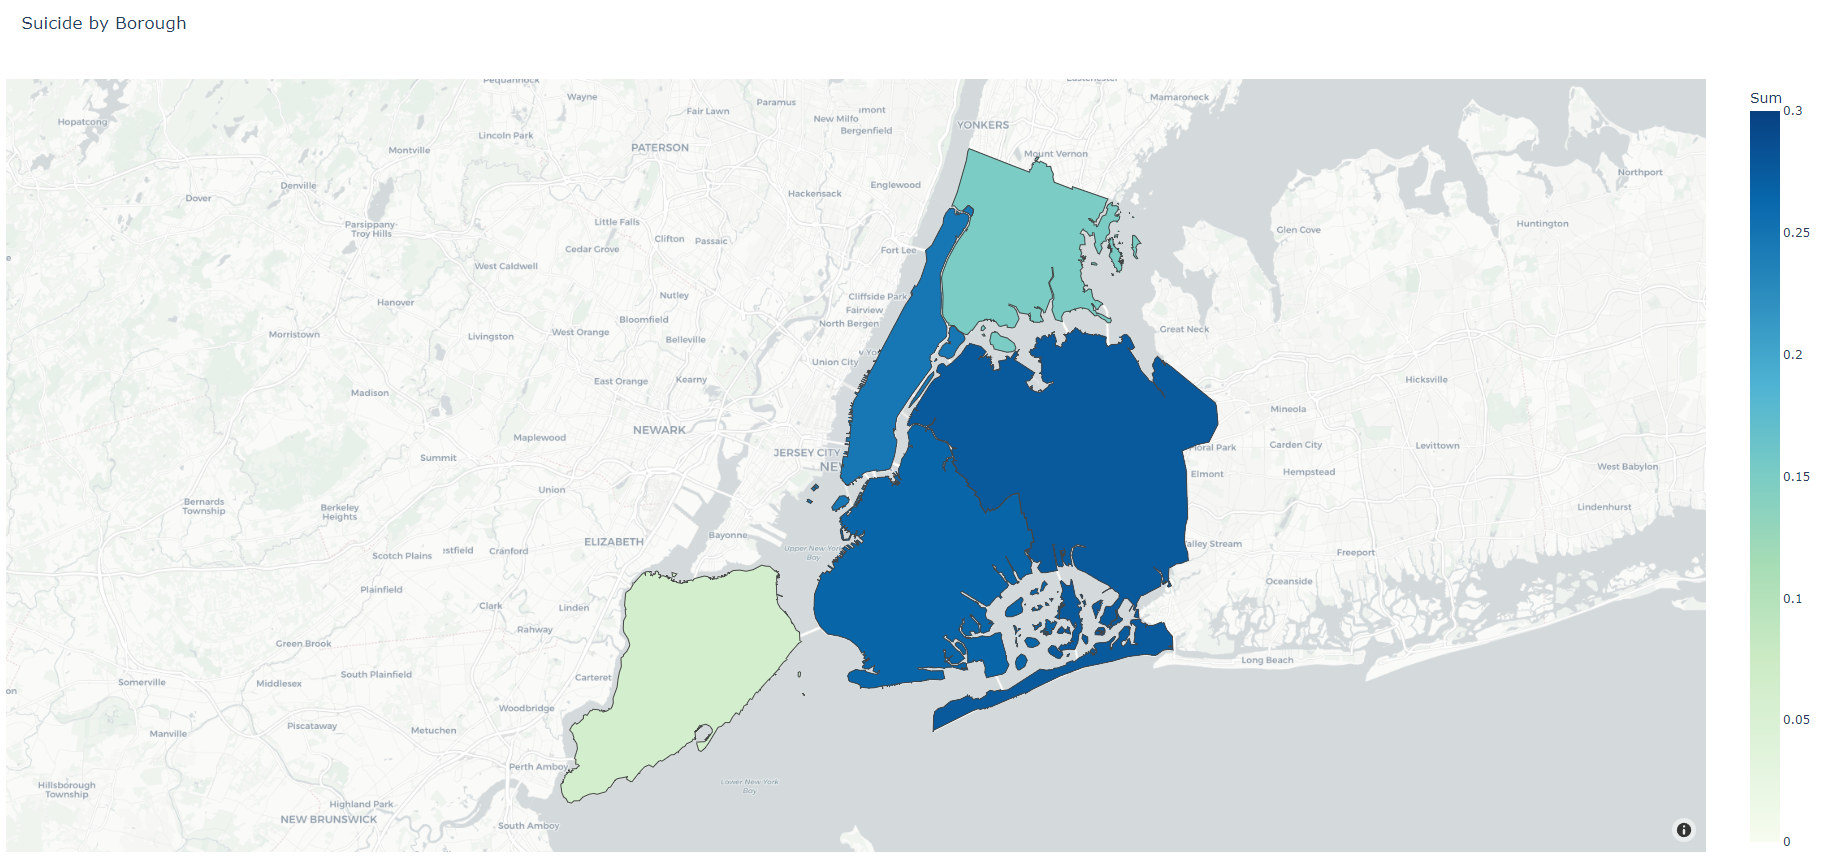 Suicide by Borough
Pequannock
Eastchester
Wayne
Paramus
Mamaroneck
Hopatcong
Fair Lawn
New Milfo
Bergenfield
YONKERS
Lincoln Park
Montville
PATERSON
Mount Vernon
Northport
Denville
Dover
Hackensack
Englewood
Parsippany-
Troy Hills
Little Falls
Clifton
Passaic
Cedar Grove
Fort Lee
Glen Cove
Huntington
West Caldwell
Nutley
Cliffside Park
Hanover
Fairview
Bloomfield
North Bergen
Morristown
Livingston
West Orange
Belleville
Great Neck
Union City
East Orange
Kearny
Hicksville
Madison
Mineola
Maplewood
NEWARK
Floral Park
Garden City
Levittown
JERSEY CITY
NEW
Summit
Elmont
Hempstead
West Babylon
Union
Bernards
Township
Berkeley
Heights
Lindenhurst
Bayonne
ELIZABETH
Upper New York
Bay
Valley Stream
Freeport
Scotch Plains
stfield
Cranford
Plainfield
Oceanside
Clark
Linden
Rahway
Green Brook
Long Beach
Somerville
Middlesex
South Plainfield
Carteret
Woodbridge
Piscataway
Metuchen
Manville
Perth Amboy
Hillsborough
Township
Lower New York
Bay
Highland Park
NEW BRUNSWICK
South Amboy
Sum
0.3
0.25
0.2
0.15
0.1
0.05
0